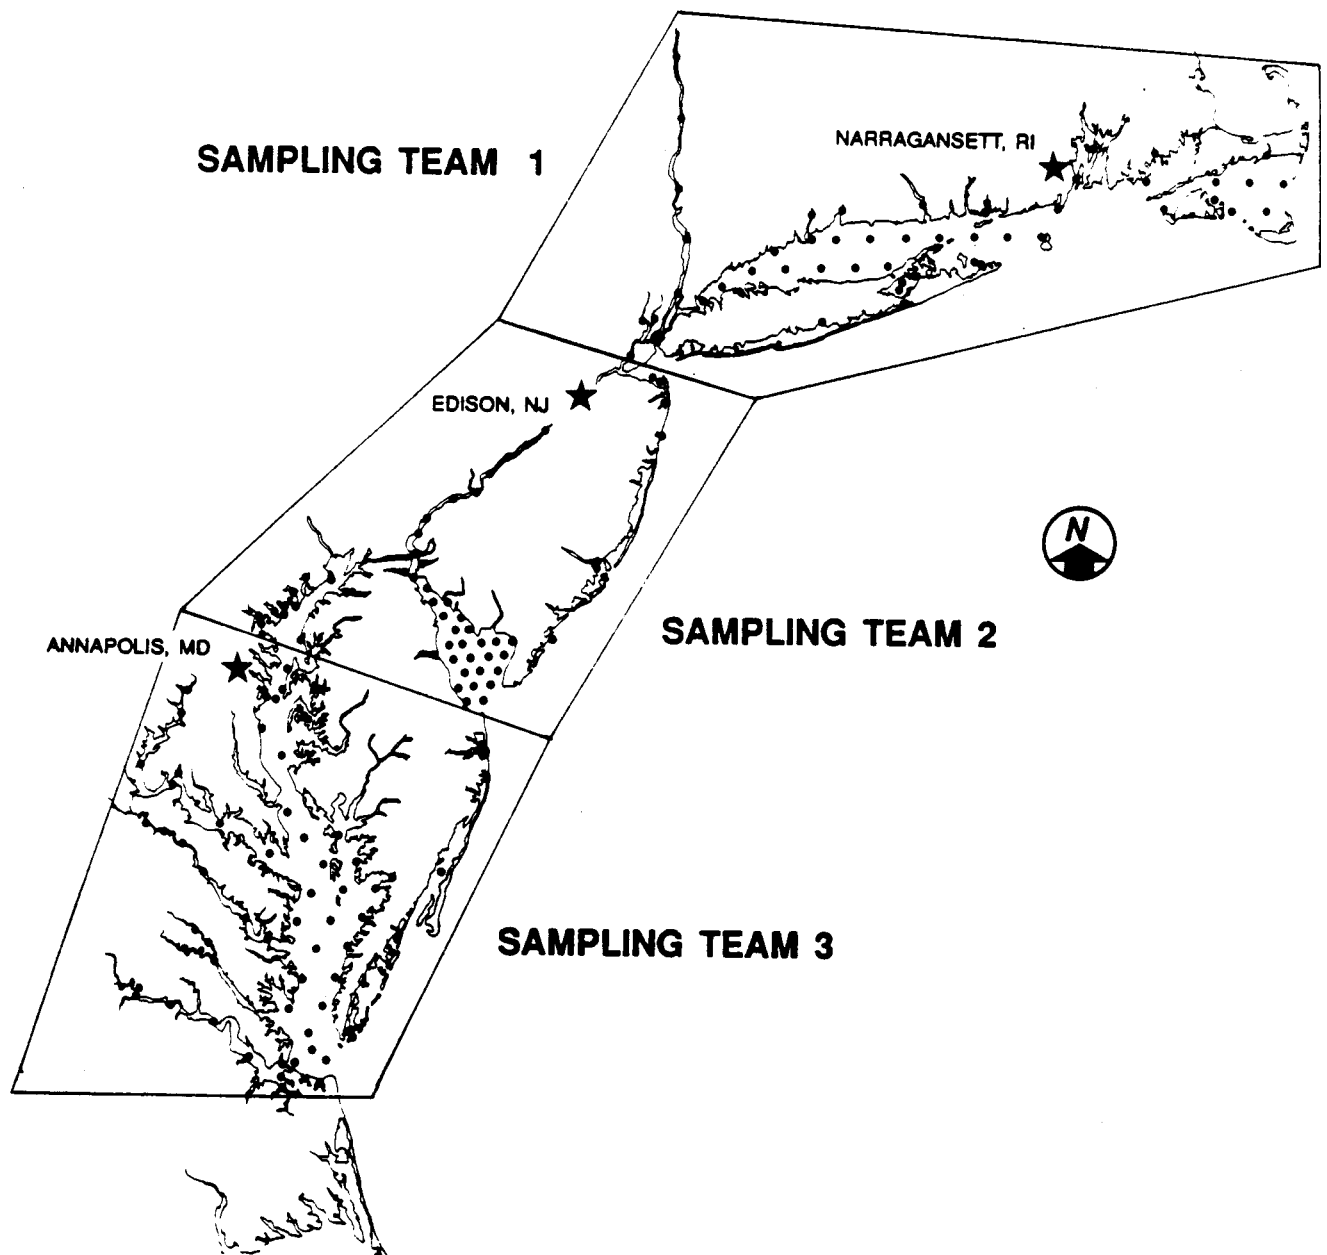 SAMPLING TEAM 1
NARRAGANSETT, RI
EDISON, NJ
N
SAMPLING TEAM 2
ANNAPOLIS, MD
SAMPLING TEAM 3